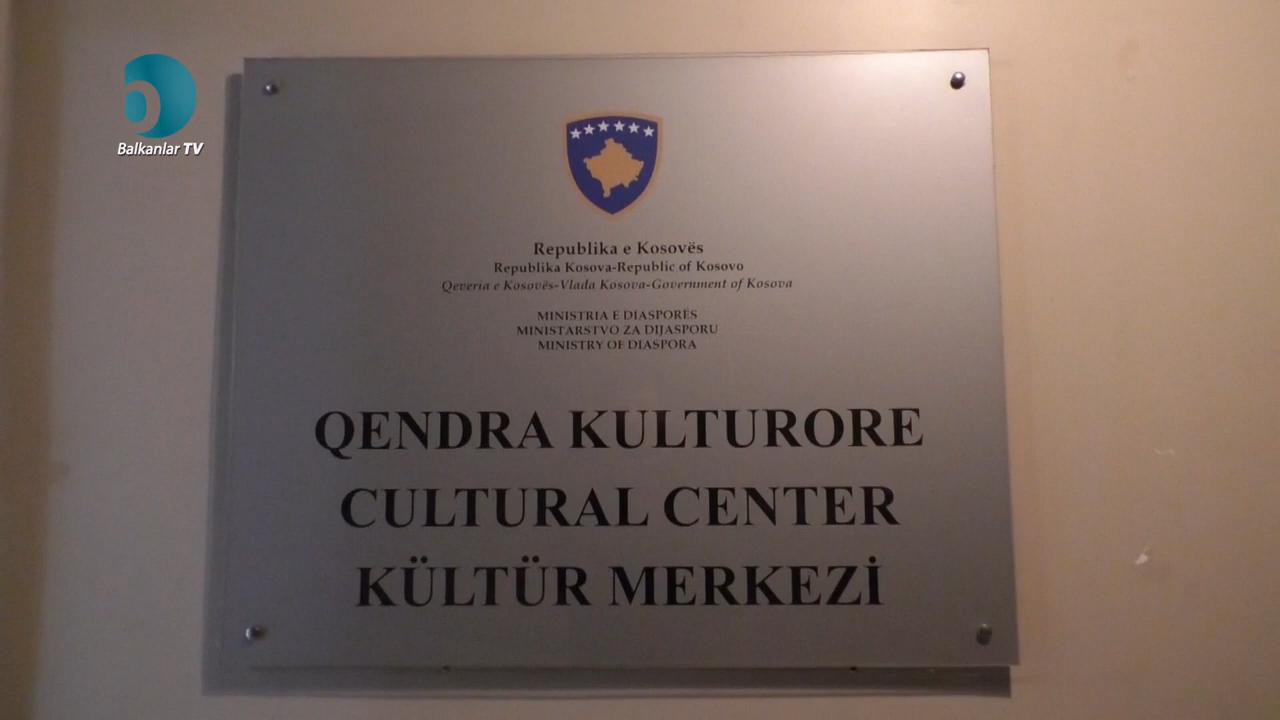 Balkanlar TV
Republika e Kosovës
Republika Kosova-Republic of Kosovo
Qeveria e Kosovës-Vlada Kosova-Government of Kosova
MINISTRIA E DIASPORËS
MINISTARSTVO ZA DIJASPORU
MINISTRY OF DIASPORA
QENDRA KULTURORE
CULTURAL CENTER
KÜLTÜR MERKEZİ